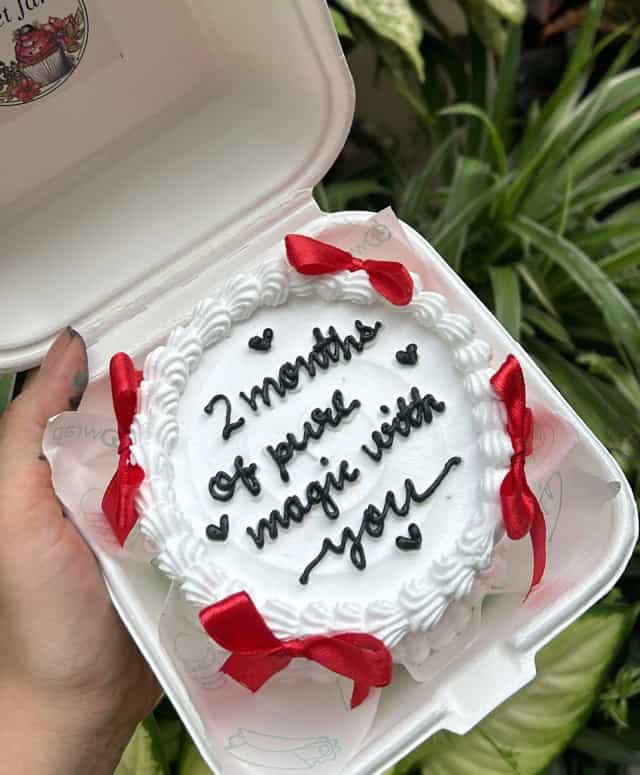 2 months
of pure
magic with
you